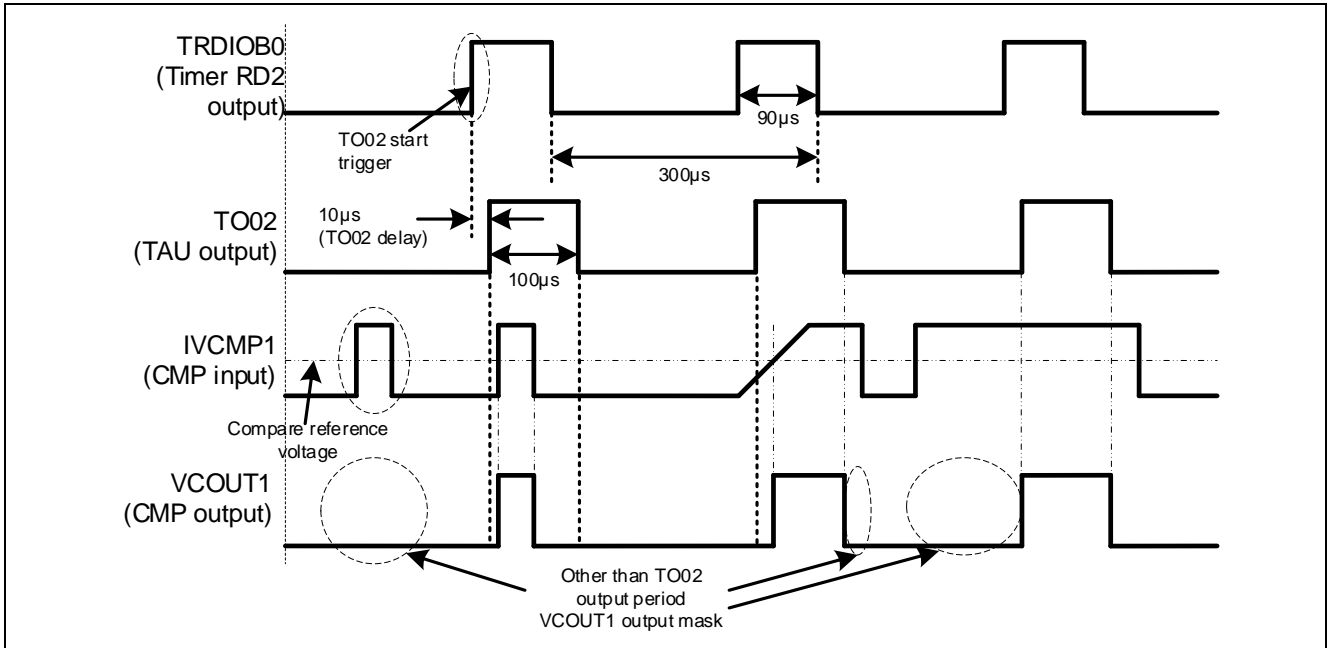 TRDIOB0
(Timer RD2
output)
TO02 start
trigger
90µs
300µs
TO02
(TAU output)
10µs
(TO02 delay)
100µs
IVCMP1
(CMP input)
Compare reference
voltage
VCOUT1
(CMP output)
Other than TO02
output period
VCOUT1 output mask